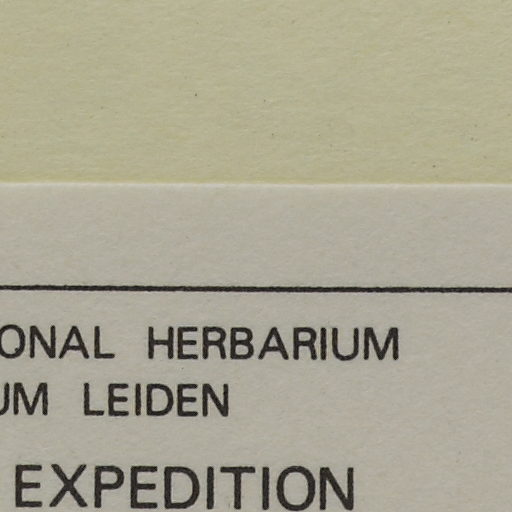 ONAL HERBARIUM
UM LEIDEN
EXPEDITION